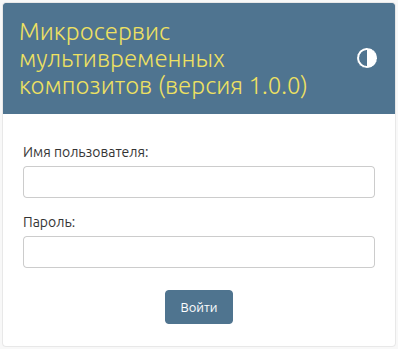 Микросервис
мультивременных
композитов (версия 1.0.0)
Имя пользователя:
Пароль:
Войти